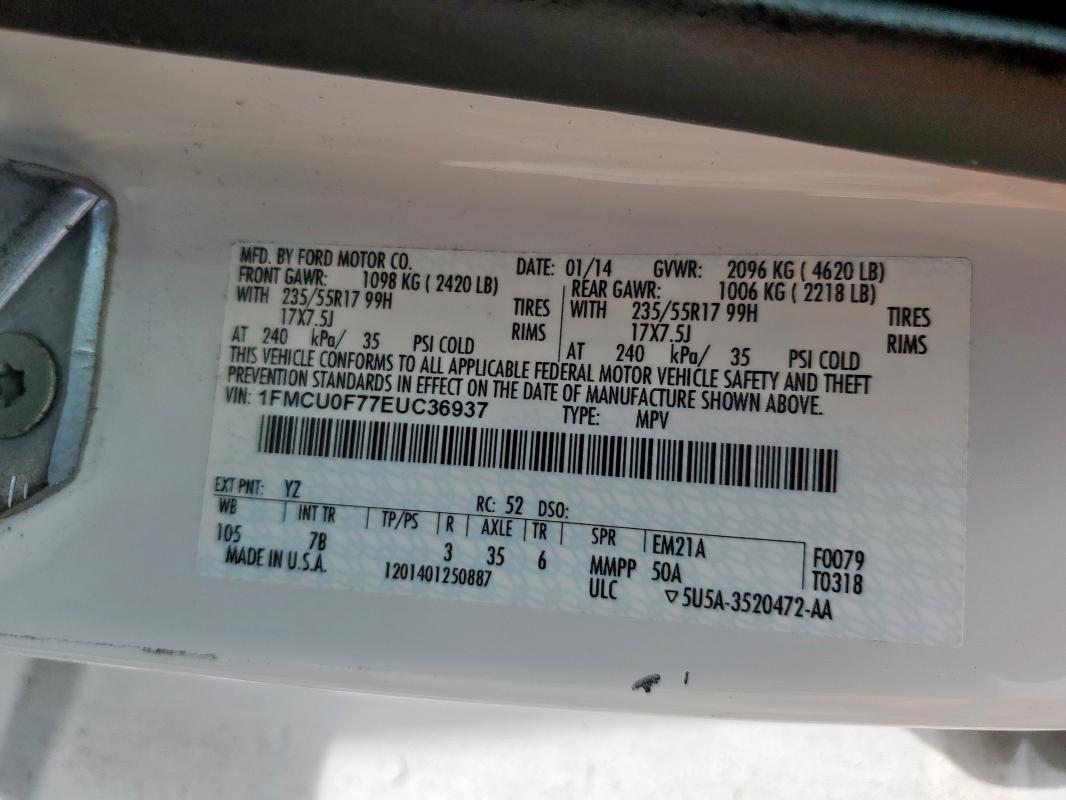 MFD. BY FORD MOTOR CO. DATE: 01/14 GVWR: 2096 KG ( 4620 LB)
FRONT GAWR: 1098 KG ( 2420 LB) REAR GAWR: 1006 KG ( 2218 LB)
WITH 235/55R17 99H TIRES WITH 235/55R17 99H TIRES
17X7.5J RIMS 17X7.5J RIMS
AT 240 kPa/ 35 PSI COLD AT 240 kPa/ 35 PSI COLD
THIS VEHICLE CONFORMS TO ALL APPLICABLE FEDERAL MOTOR VEHICLE SAFETY AND THEFT
PREVENTION STANDARDS IN EFFECT ON THE DATE OF MANUFACTURE SHOWN ABOVE.
VIN: 1FMCU0F77EUC36937 TYPE: MPV
EXT PNT: YZ RC: 52 DSO:
WB INT TR TP/PS R AXLE TR SPR EM21A F0079
105 7B 3 35 6 MMPP 50A T0318
MADE IN U.S.A. 1201401250887 ULC ▽5U5A-3520472-AA